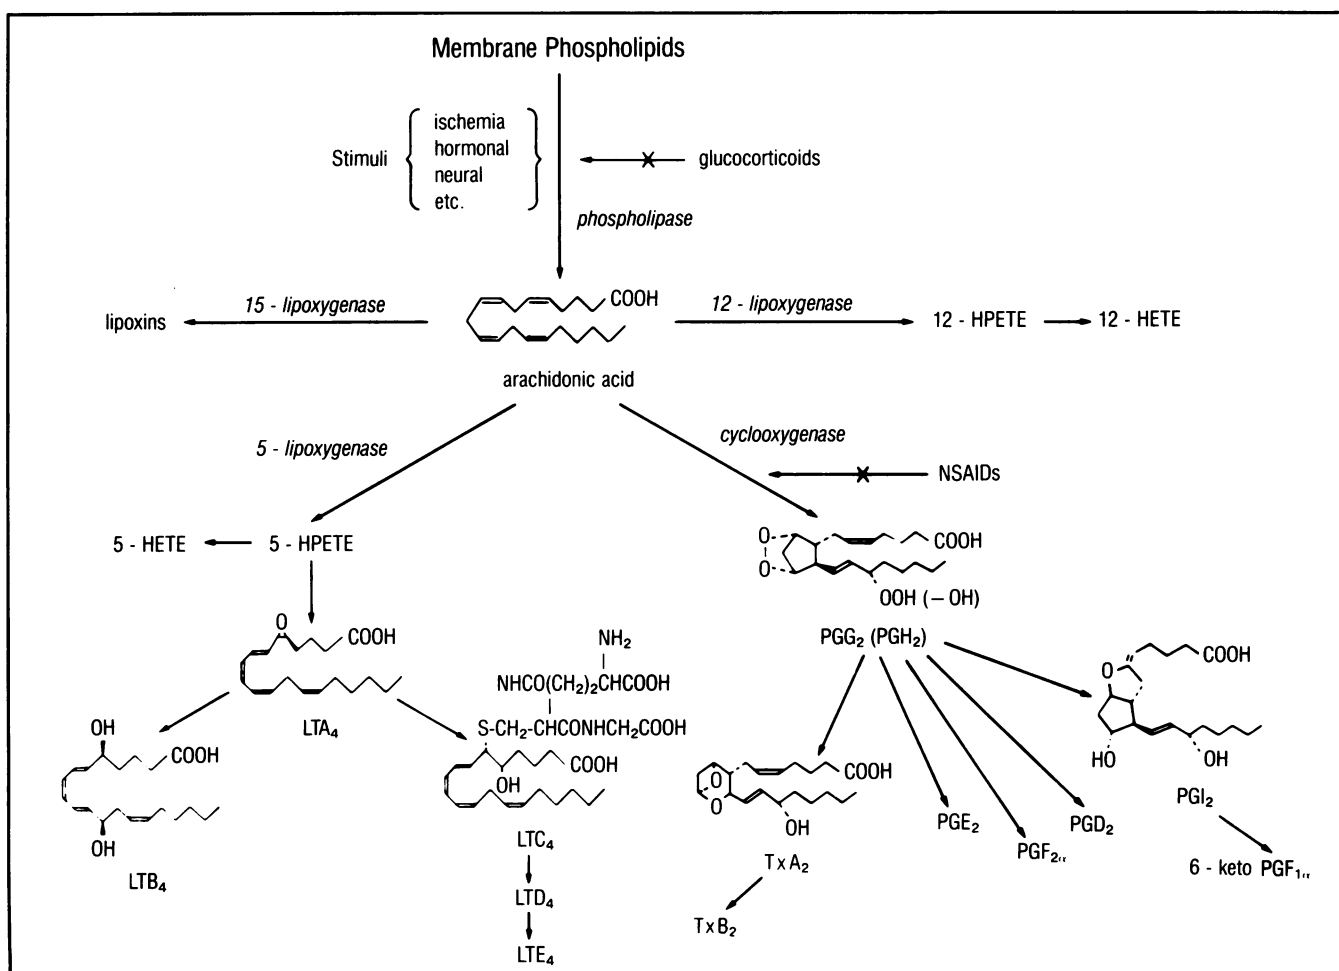 Membrane Phospholipids
Stimuli
ischemia
hormonal
neural
etc.
glucocorticoids
phospholipase
COOH
lipoxins
15 - lipoxygenase
12 - lipoxygenase
12 - HPETE
12 - HETE
arachidonic acid
5 - lipoxygenase
cyclooxygenase
NSAIDs
5 - HETE
5 - HPETE
O
O
COOH
OOH (– OH)
PGG₂ (PGH₂)
O
COOH
LTA₄
NH₂
NHCO(CH₂)₂CHCOOH
S-CH₂-CHCONHCH₂COOH
COOH
OH
LTC₄
LTD₄
LTE₄
OH
COOH
OH
LTB₄
O
O
COOH
OH
TxA₂
TxB₂
PGE₂
PGF₂α
PGD₂
O
COOH
HO
OH
PGI₂
6 - keto PGF₁α